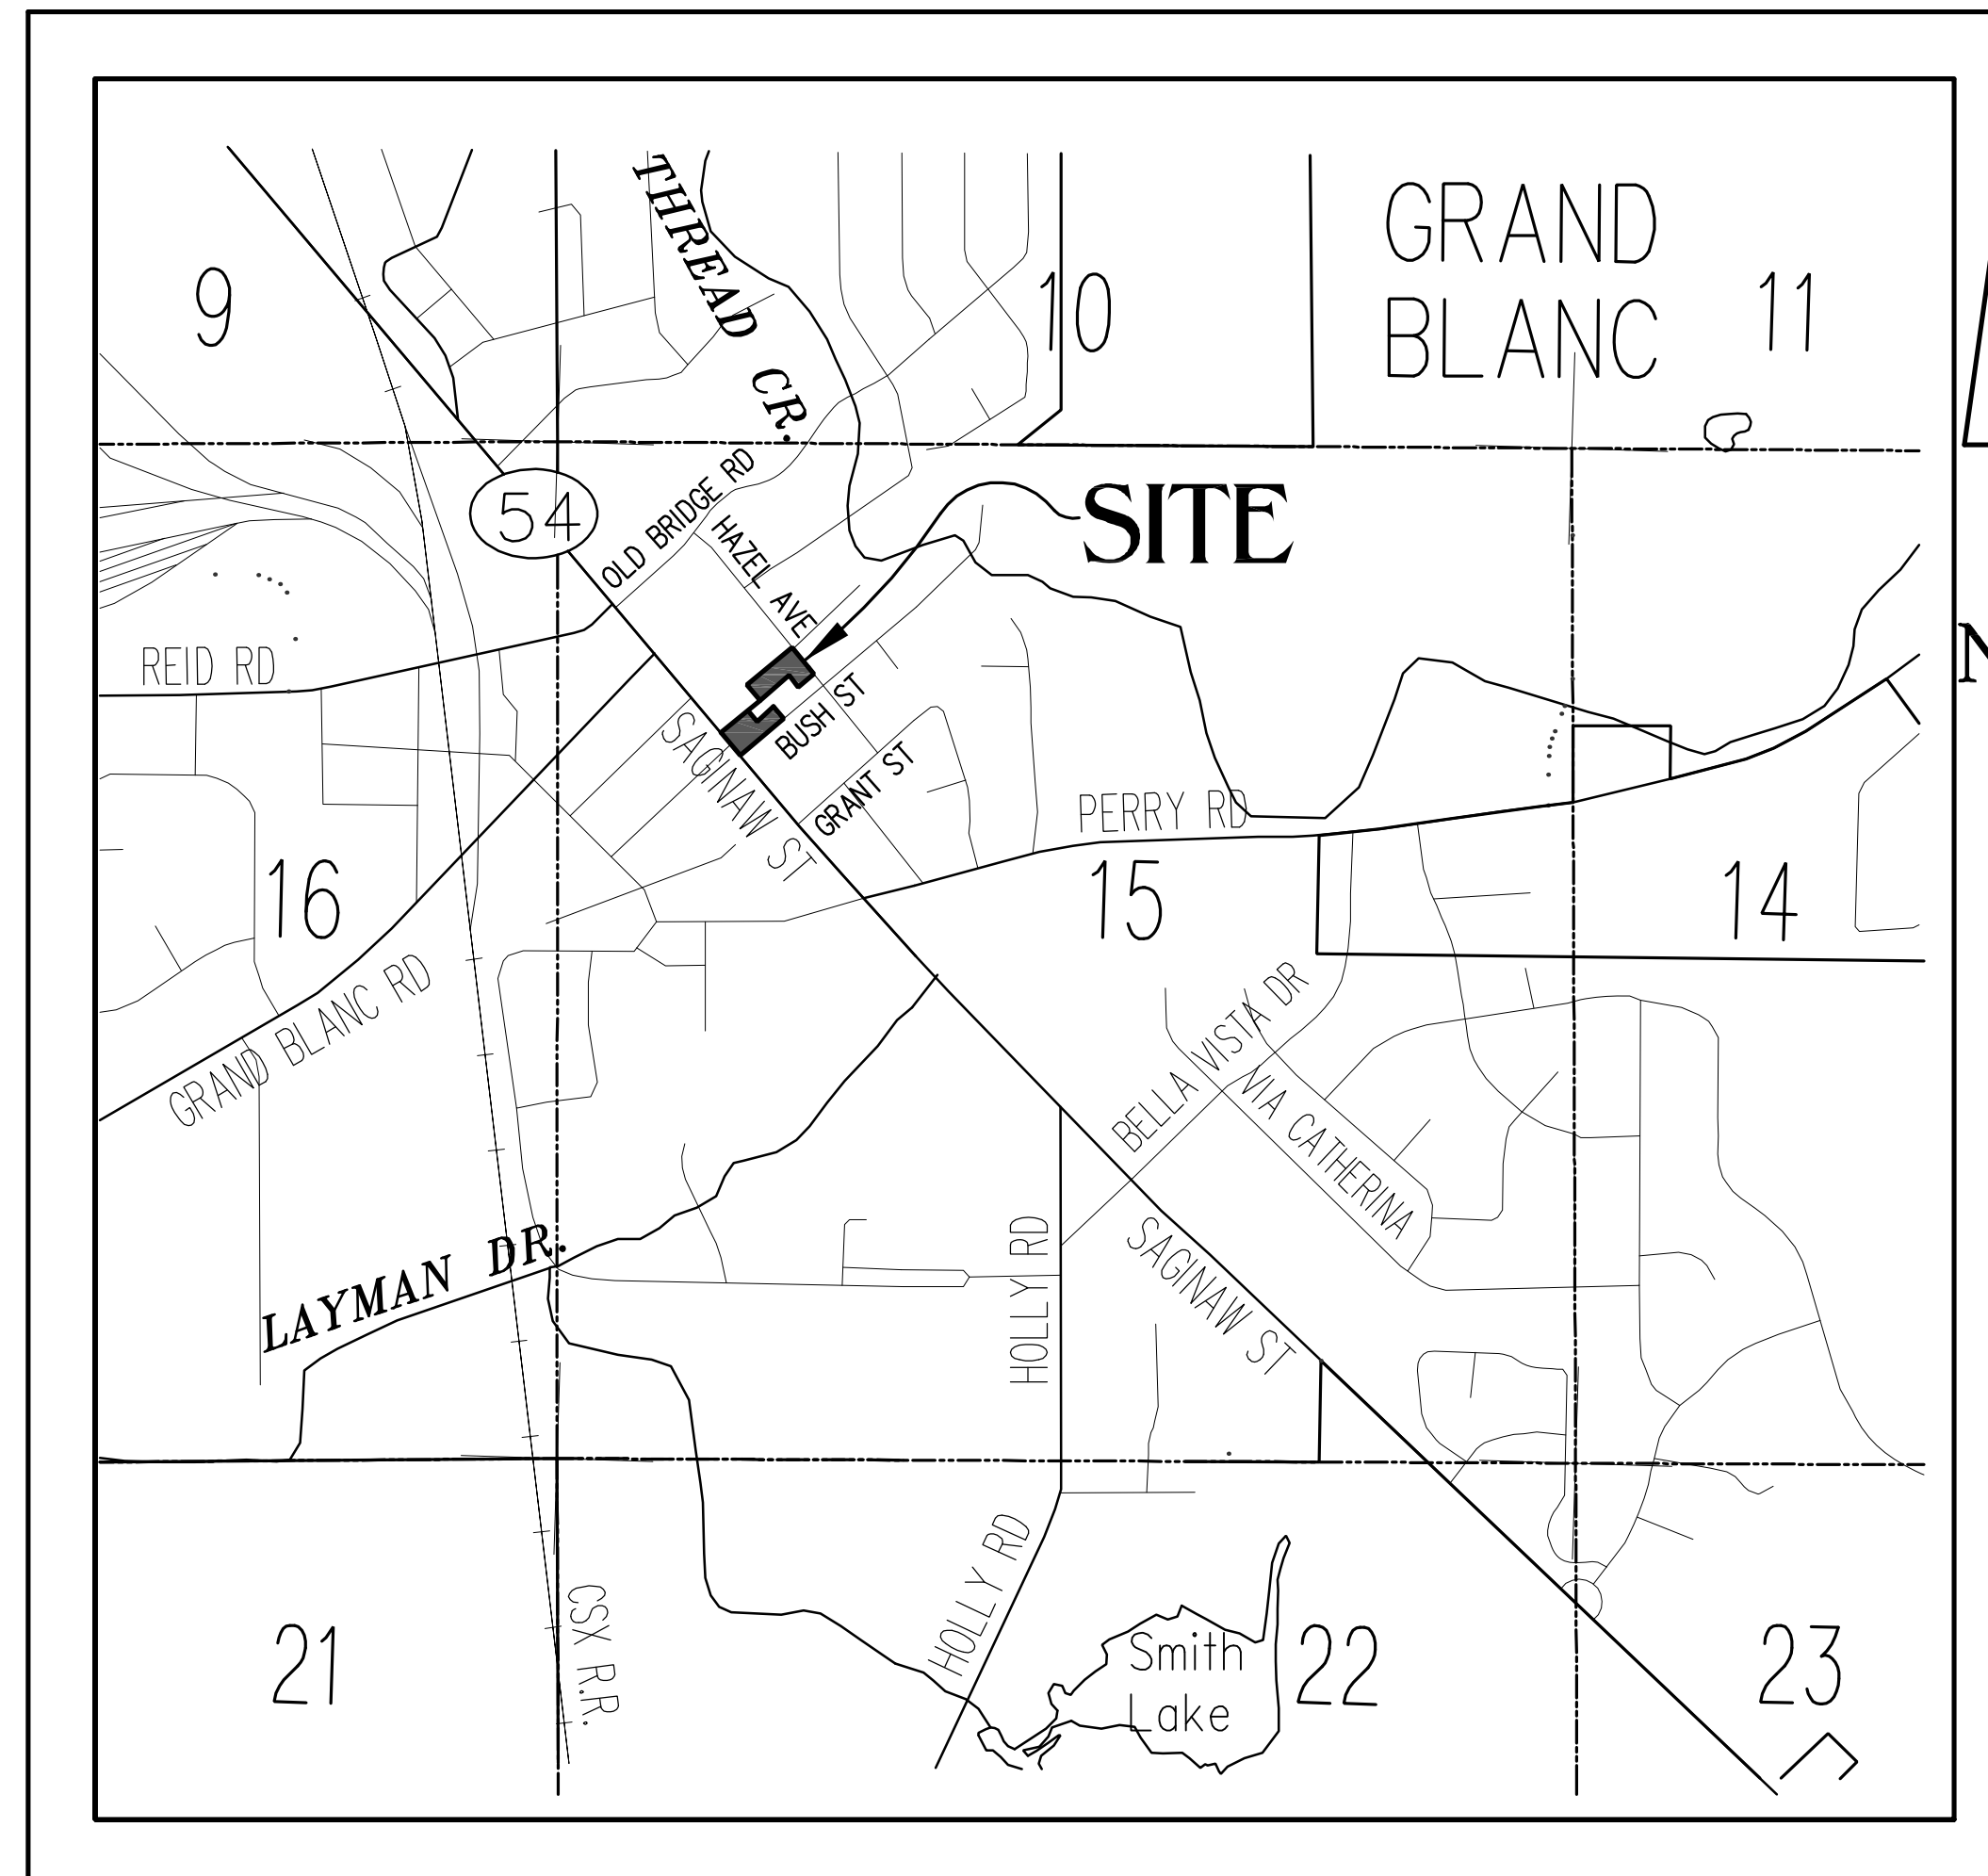 THREAD CR.
GRAND
BLANC
9
10
11
54
OLD BRIDGE RD
HAZEL AVE
SITE
REID RD
BUSH ST
SAGINAW ST
GRANT ST
PERRY RD
16
15
14
GRAND BLANC RD
BELLA VISTA DR
VIA CATHERINA
LAYMAN DR.
HOLLY RD
SAGINAW ST
HOLLY RD
CSX R.R.
21
Smith
Lake
22
23